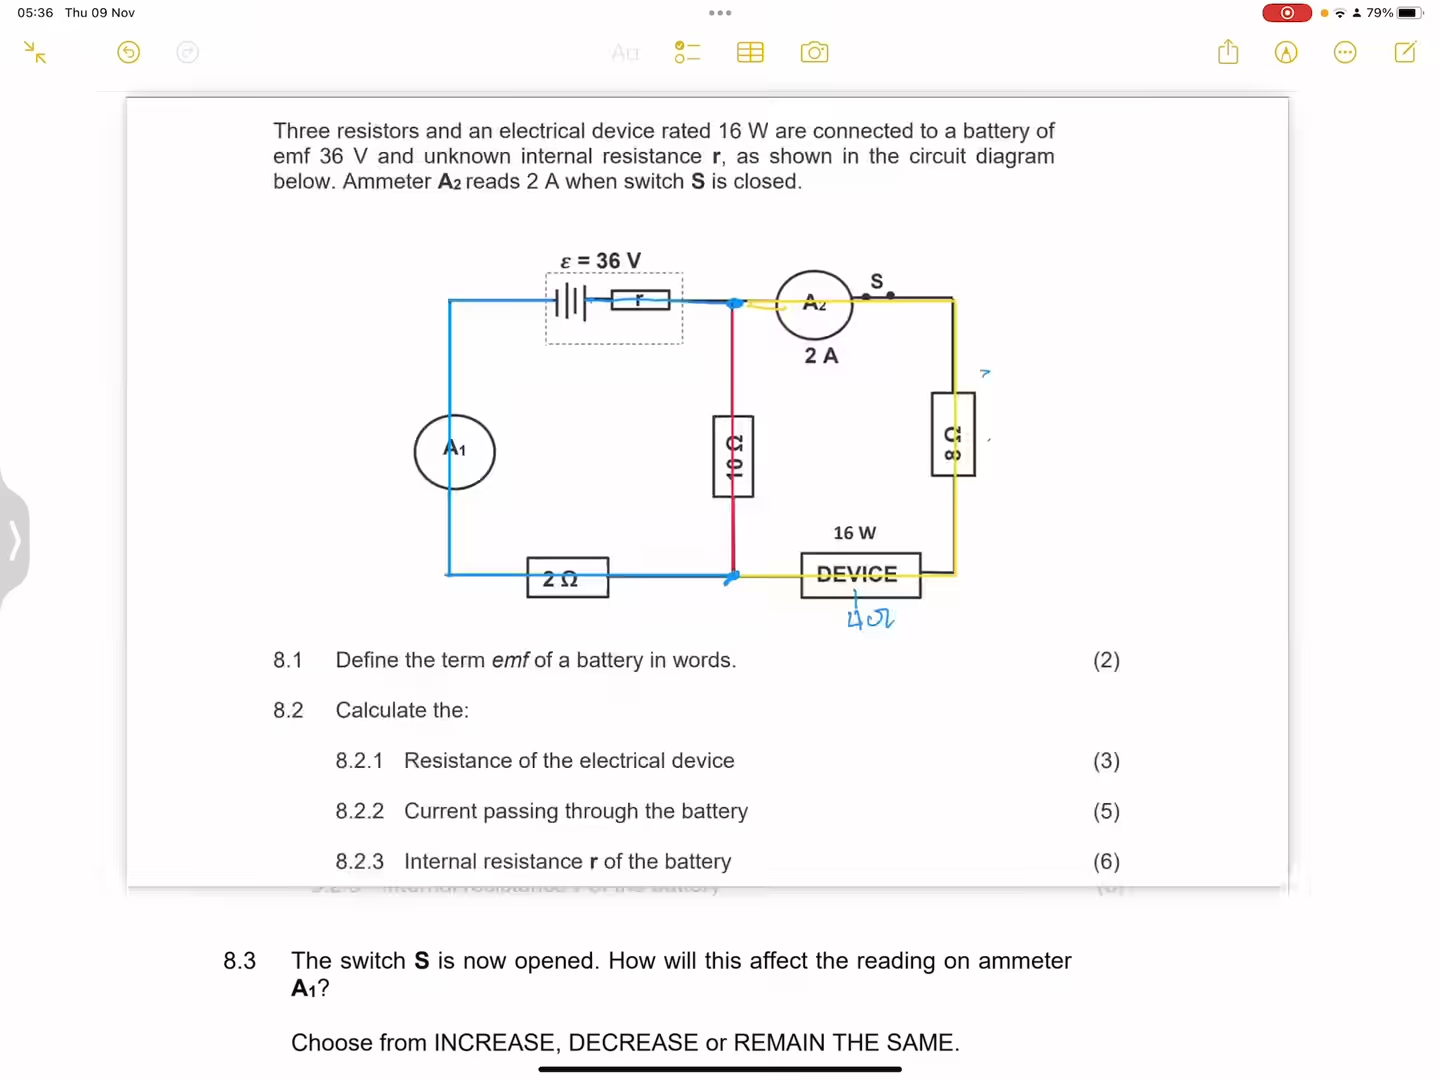 05:36 Thu 09 Nov
79%
Three resistors and an electrical device rated 16 W are connected to a battery of
emf 36 V and unknown internal resistance r, as shown in the circuit diagram
below. Ammeter A2 reads 2 A when switch S is closed.
ε = 36 V
r
A2
S
2 A
A1
10 Ω
8 Ω
16 W
2 Ω
DEVICE
4Ω
8.1 Define the term emf of a battery in words. (2)
8.2 Calculate the:
8.2.1 Resistance of the electrical device (3)
8.2.2 Current passing through the battery (5)
8.2.3 Internal resistance r of the battery (6)
8.3 The switch S is now opened. How will this affect the reading on ammeter
A1?
Choose from INCREASE, DECREASE or REMAIN THE SAME.